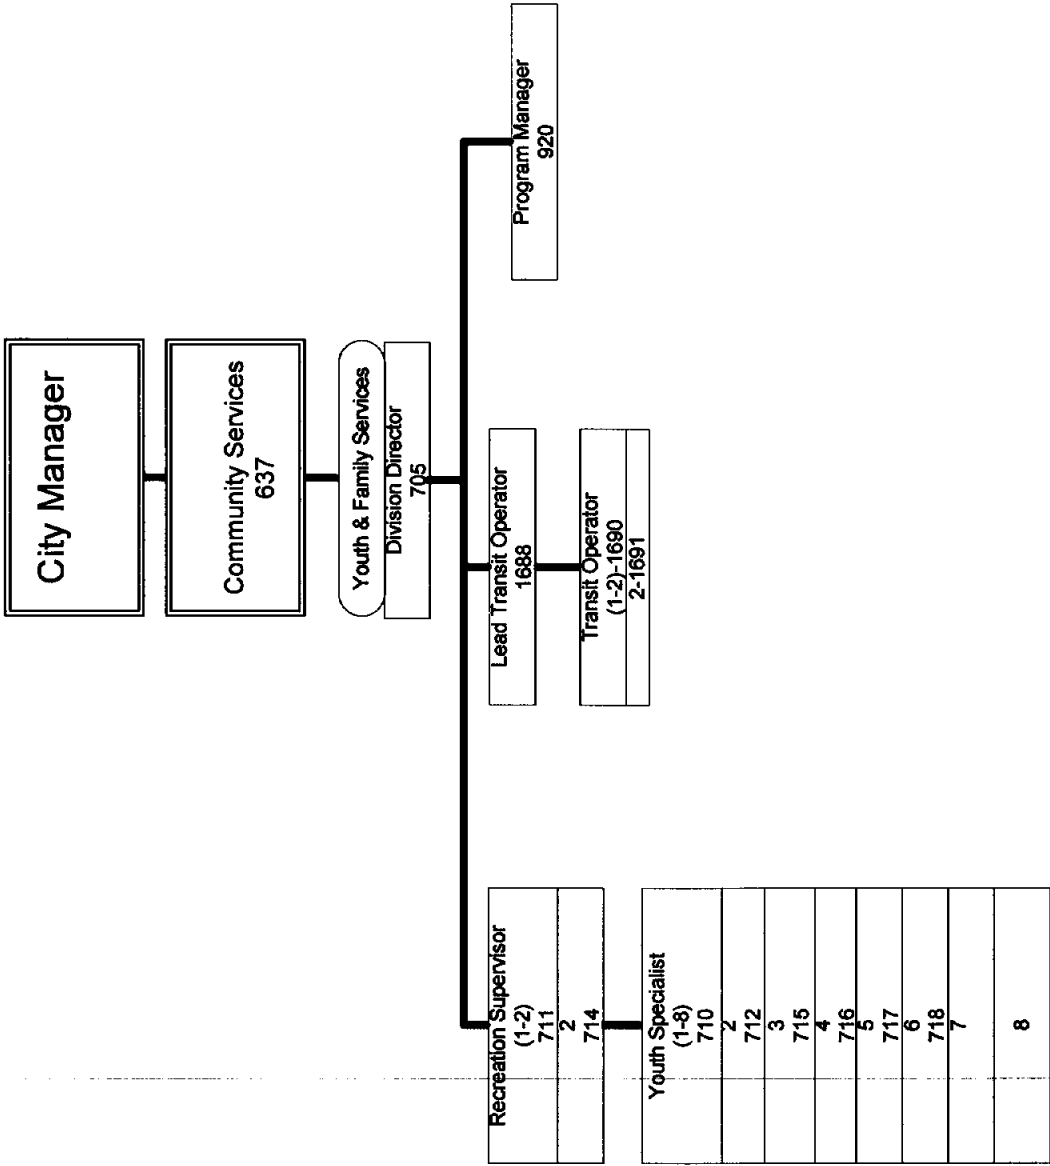 City Manager
Community Services
637
Youth & Family Services
Division Director
705
Recreation Supervisor
(1-2)
711
2
714
Youth Specialist
(1-8)
710
2
712
3
715
4
716
5
717
6
718
7
8
Lead Transit Operator
1688
Transit Operator
(1-2)-1690
2-1691
Program Manager
920